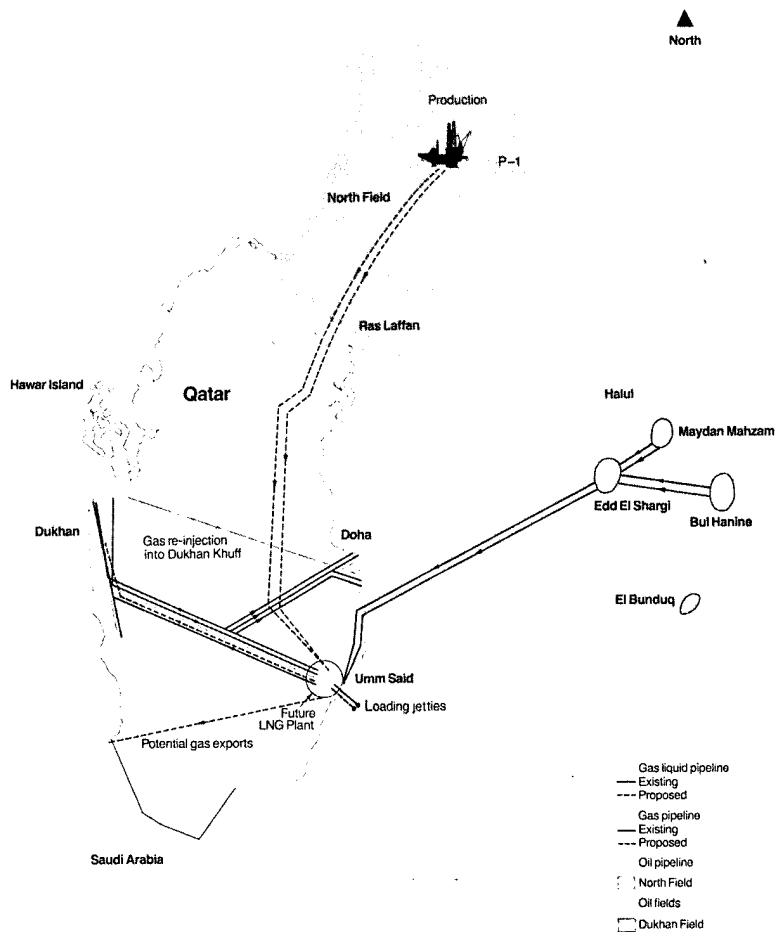 North
Production
P-1
North Field
Ras Laffan
Hawar Island
Qatar
Halul
Maydan Mahzam
Edd El Shargi
Bul Hanine
Dukhan
Gas re-injection
into Dukhan Khuff
Doha
El Bunduq
Umm Said
Loading jetties
Future
LNG Plant
Potential gas exports
Saudi Arabia
Gas liquid pipeline
Existing
Proposed
Gas pipeline
Existing
Proposed
Oil pipeline
North Field
Oil fields
Dukhan Field